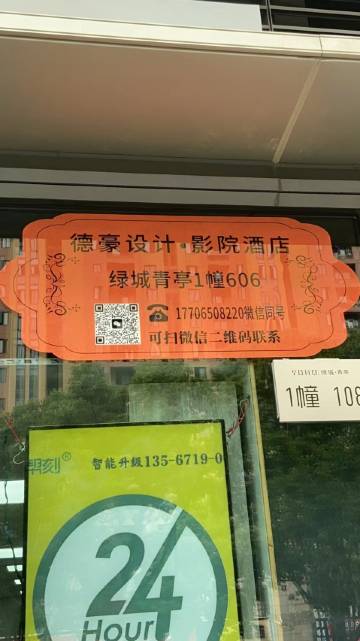 德豪设计·影院酒店
绿城青亭1幢606
17706508220微信同号
可扫微信二维码联系
1幢 108
智能升级135-6719-0
24
Hour